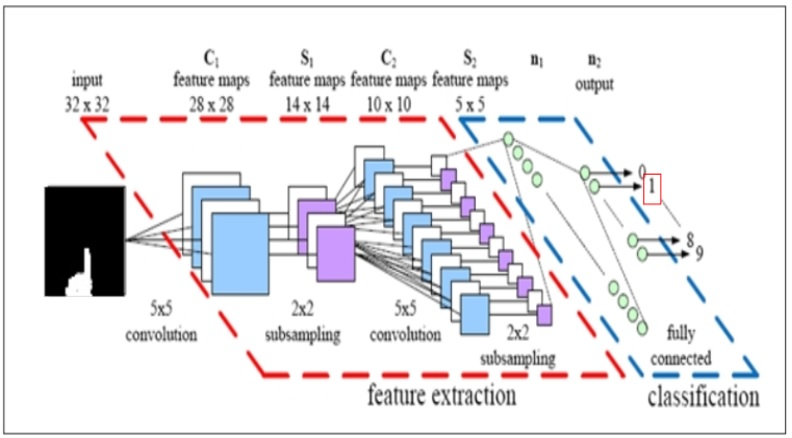 C₁ S₁ C₂ S₂ n₁ n₂
input feature maps feature maps feature maps feature maps output
32 x 32 28 x 28 14 x 14 10 x 10 5 x 5
0
1
8
9
5x5 2x2 5x5 2x2 fully
convolution subsampling convolution subsampling connected
feature extraction classification